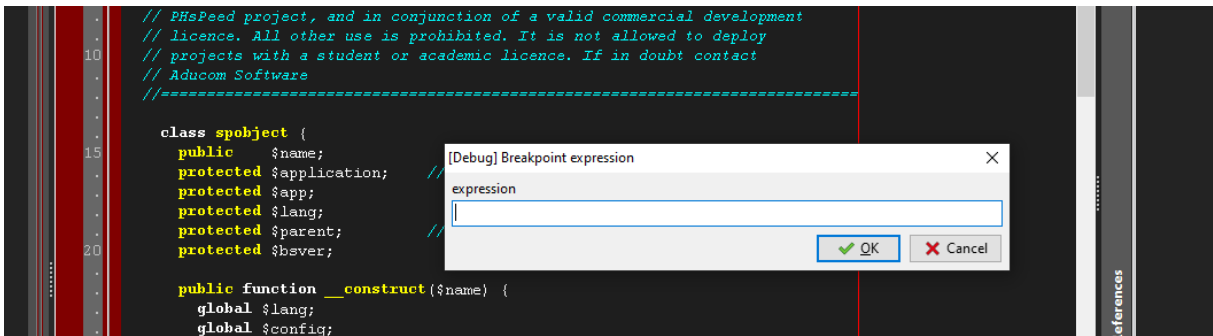 // PHsPeed project, and in conjunction of a valid commercial development
// licence. All other use is prohibited. It is not allowed to deploy
10 // projects with a student or academic licence. If in doubt contact
// Aducom Software
//===========================================================================
class spobject {
15 public $name;
protected $application; //
protected $app;
protected $lang;
protected $parent; //
20 protected $bsver;
public function __construct($name) {
global $lang;
global $config;
[Debug] Breakpoint expression
expression
OK
Cancel
eferences